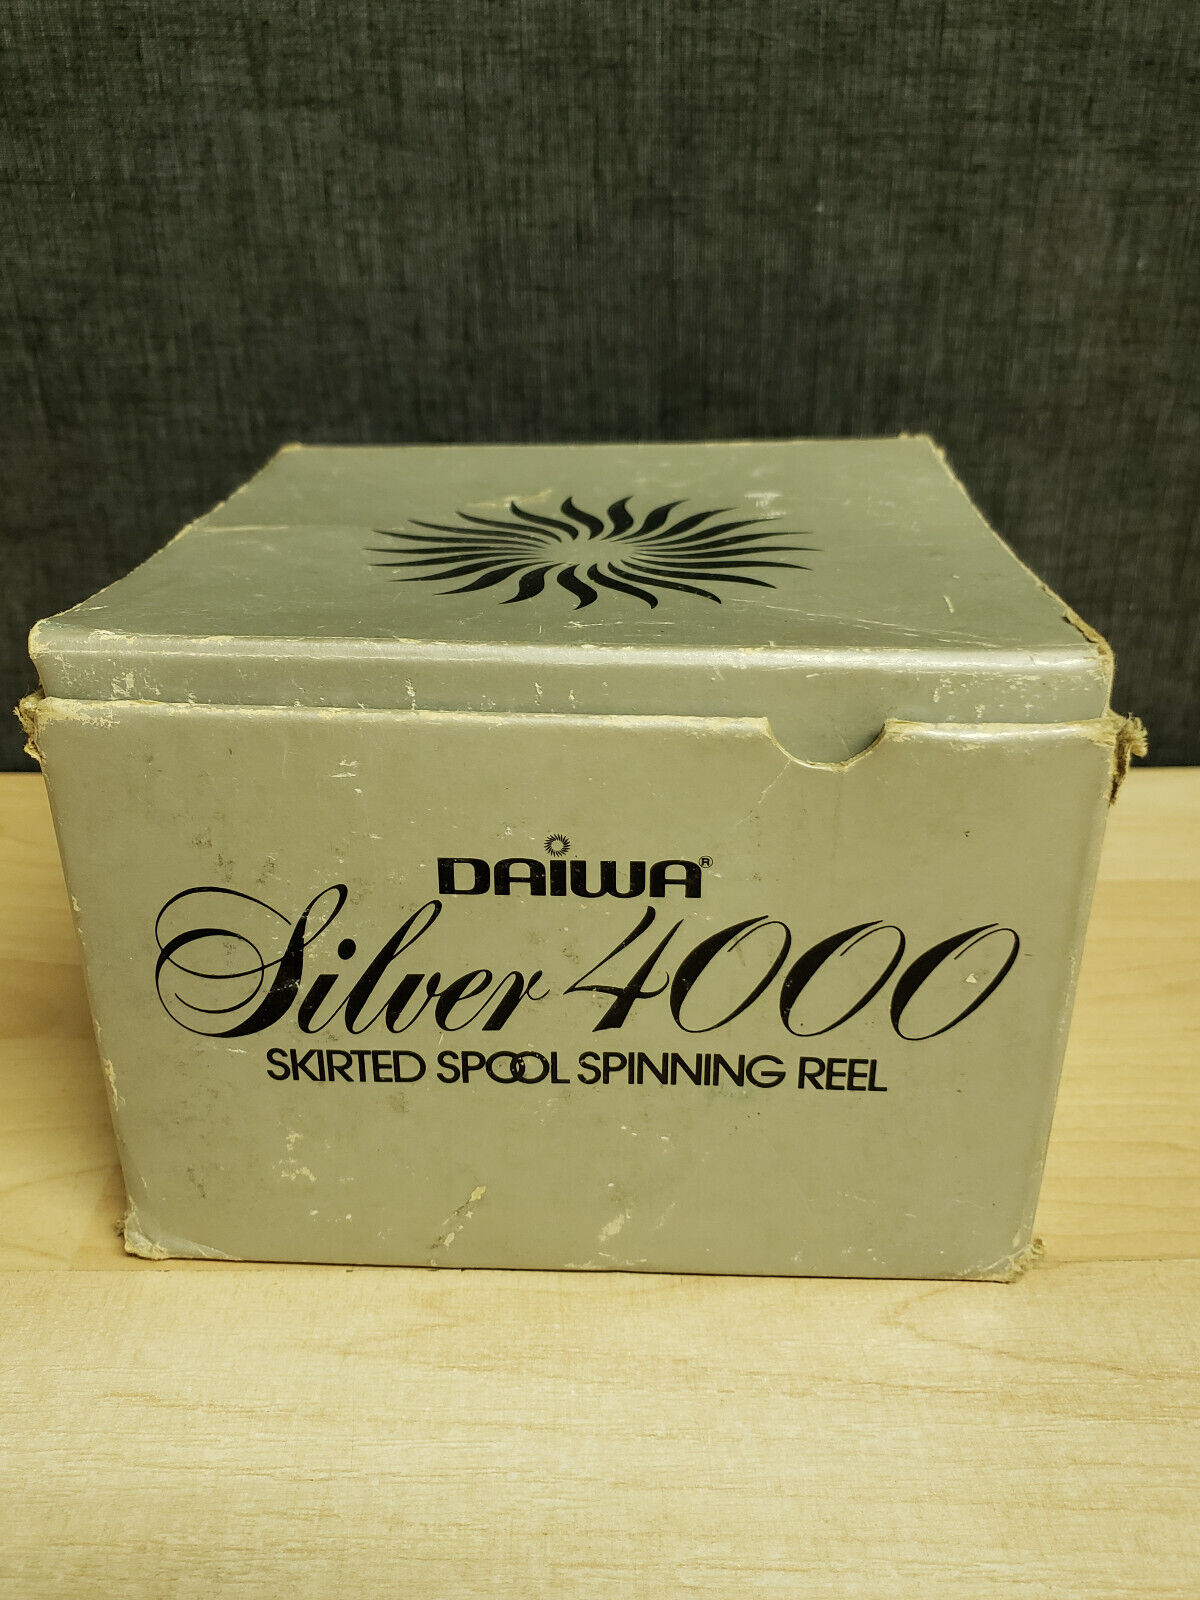 DAIWA®
Silver 4000
SKIRTED SPOOL SPINNING REEL